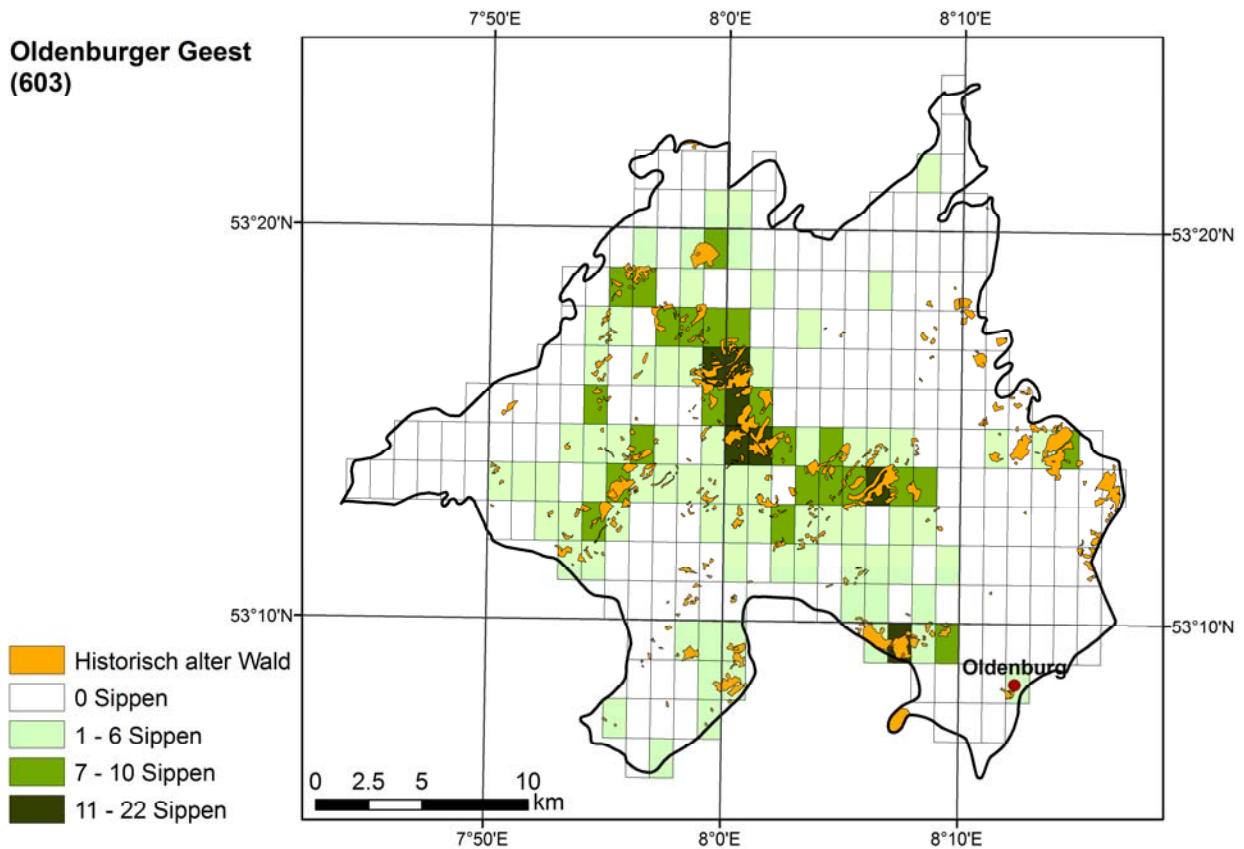 Oldenburger Geest
(603)
7°50'E
8°0'E
8°10'E
53°20'N
53°20'N
53°10'N
53°10'N
Oldenburg
Historisch alter Wald
0 Sippen
1 - 6 Sippen
7 - 10 Sippen
11 - 22 Sippen
0 2.5 5 10
km
7°50'E
8°0'E
8°10'E